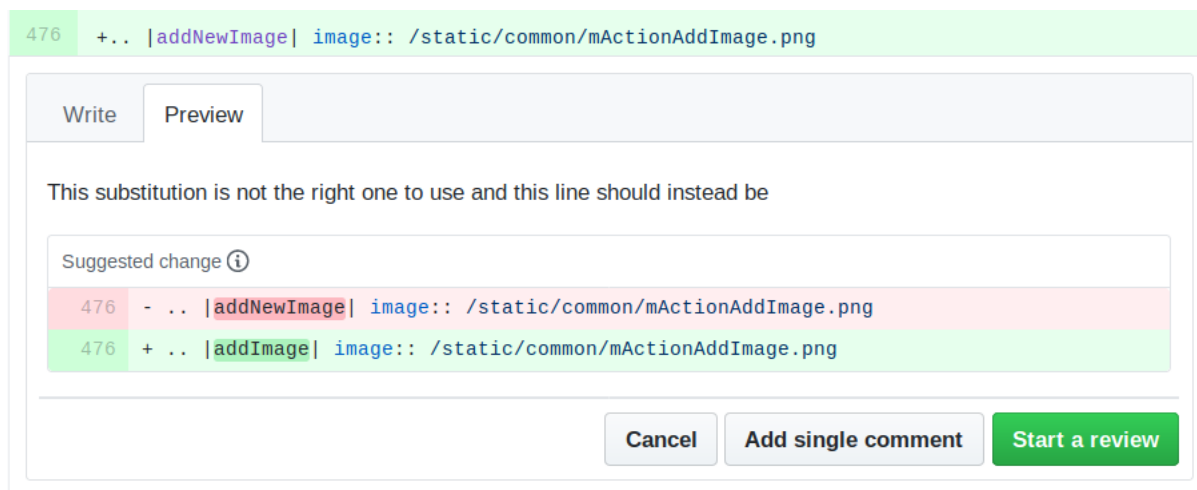 476 +.. |addNewImage| image:: /static/common/mActionAddImage.png
Write Preview
This substitution is not the right one to use and this line should instead be
Suggested change
476 - .. |addNewImage| image:: /static/common/mActionAddImage.png
476 + .. |addImage| image:: /static/common/mActionAddImage.png
Cancel Add single comment Start a review